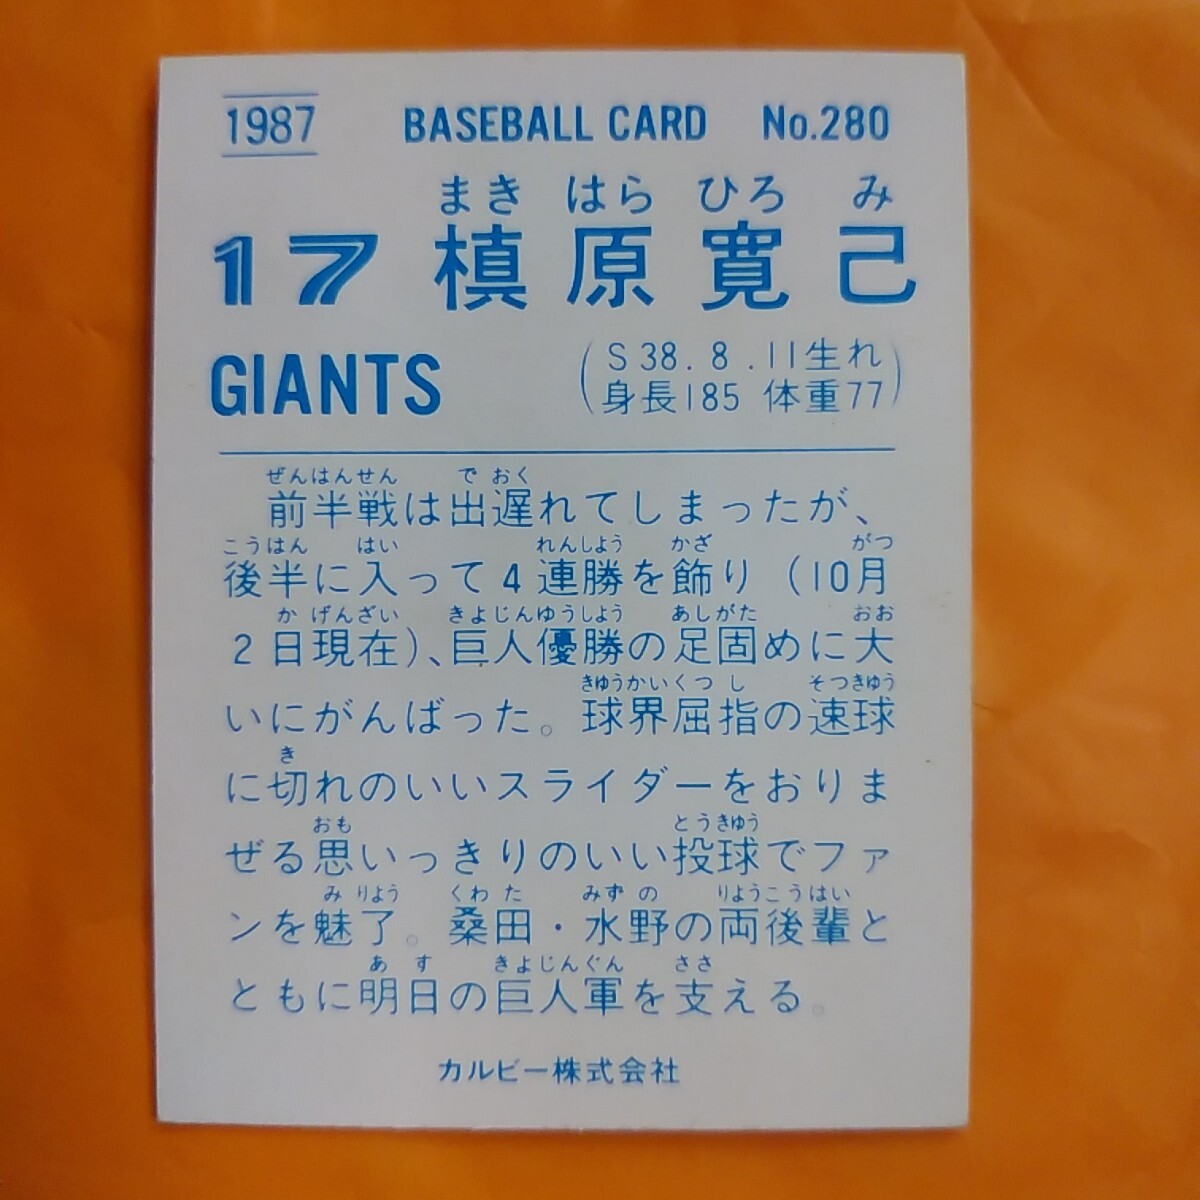 1987 BASEBALL CARD No.280
まき はら ひろ み
17 槙原寛己
GIANTS
(S38.8.11生れ
身長185 体重77)
ぜんはんせん で おく
前半戦は出遅れてしまったが、
こうはん はい れんしよう かざ がつ
後半に入って4連勝を飾り(10月
か げんざい きよじんゆうしよう あしがた おお
2日現在)、巨人優勝の足固めに大
きゆうかいくつし そつきゆう
いにがんばった。球界屈指の速球
き
に切れのいいスライダーをおりま
おも とうきゆう
ぜる思いっきりのいい投球でファ
み りよう くわ た みず の りようこうはい
ンを魅了。桑田・水野の両後輩と
あ す きよじんぐん ささ
ともに明日の巨人軍を支える。
カルビー株式会社